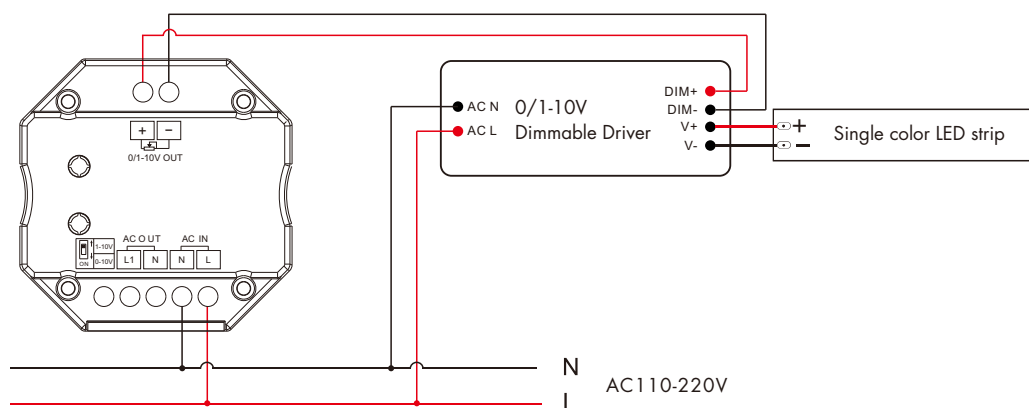 + −
0/1-10V OUT
AC OUT AC IN
L1 N N L
1-10V
0-10V
ON
AC N
AC L
0/1-10V
Dimmable Driver
DIM+
DIM-
V+
V-
+
−
Single color LED strip
N
L
AC110-220V